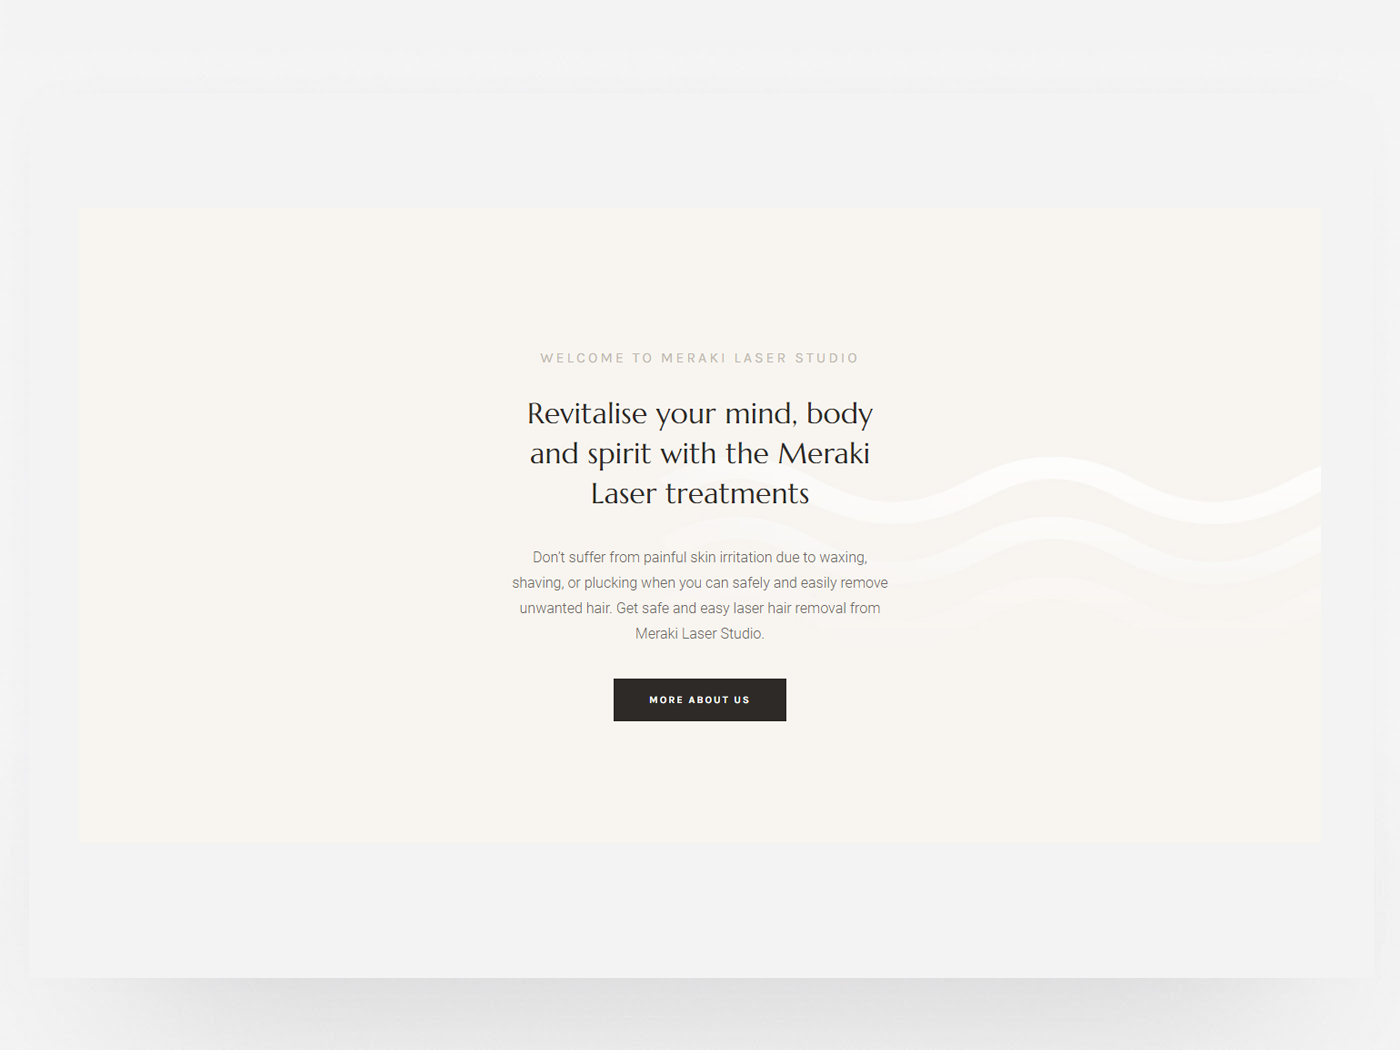 WELCOME TO MERAKI LASER STUDIO
Revitalise your mind, body
and spirit with the Meraki
Laser treatments
Don't suffer from painful skin irritation due to waxing,
shaving, or plucking when you can safely and easily remove
unwanted hair. Get safe and easy laser hair removal from
Meraki Laser Studio.
MORE ABOUT US